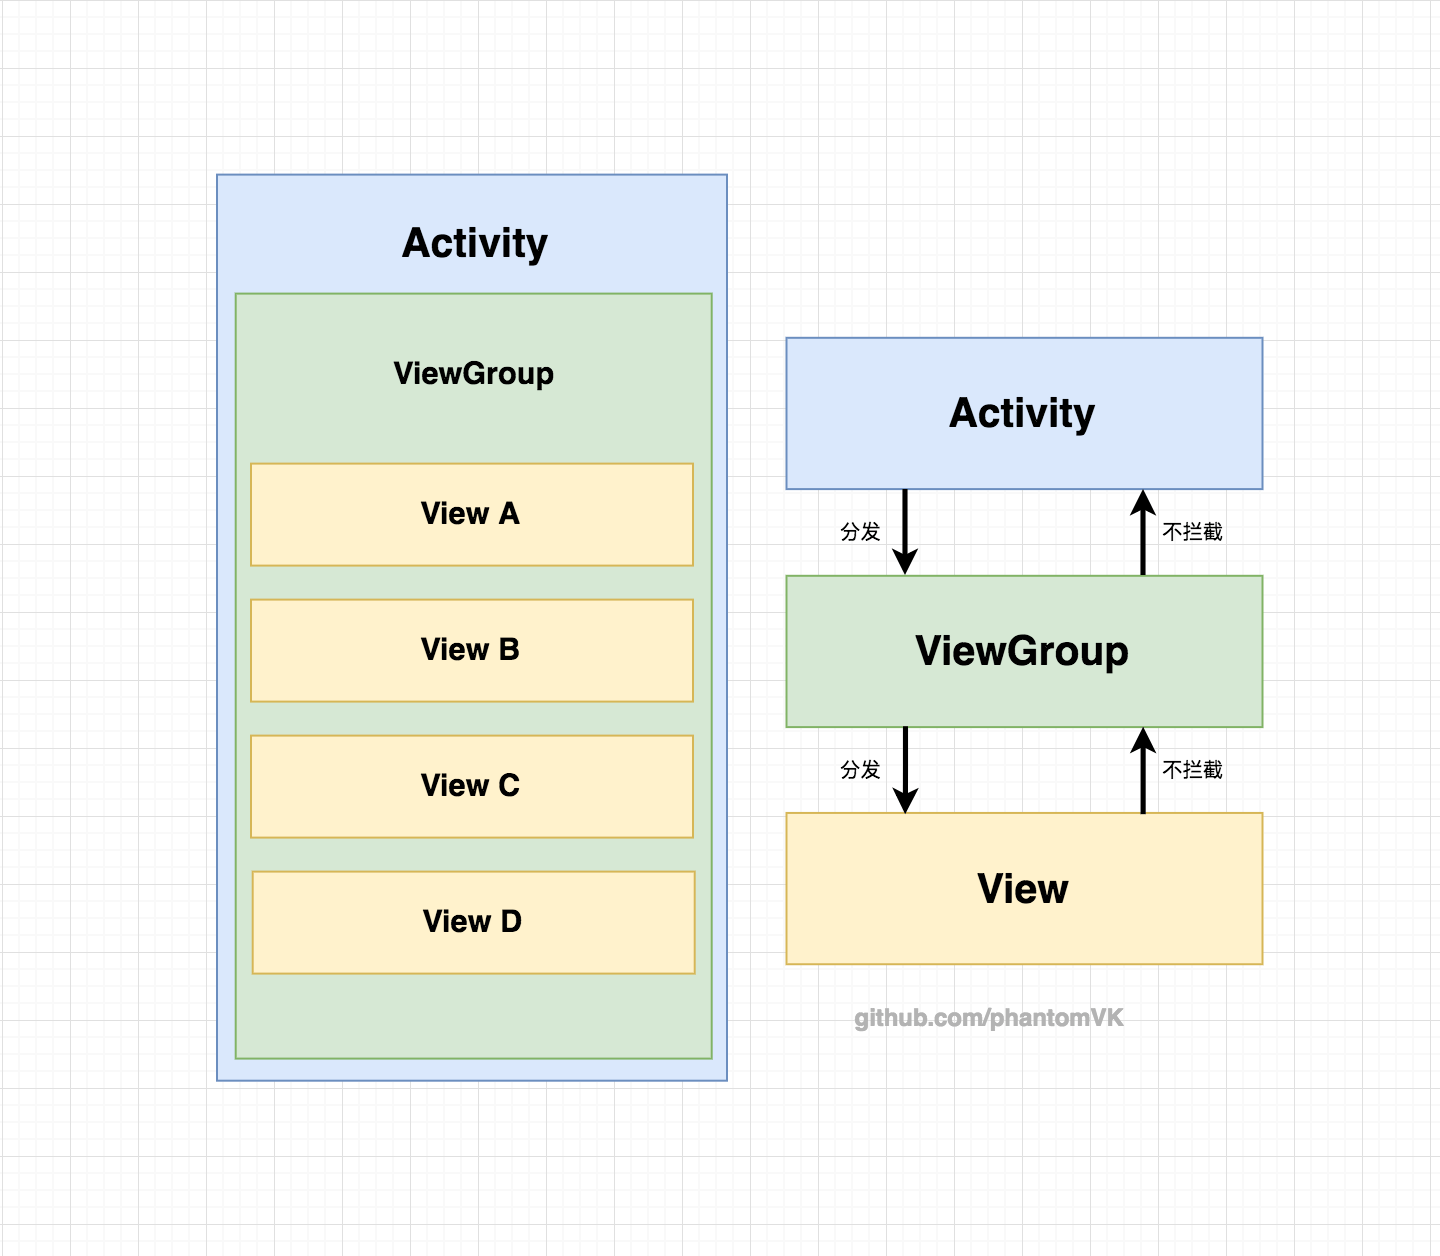 Activity
ViewGroup
View A
View B
View C
View D
Activity
分发
不拦截
ViewGroup
分发
不拦截
View
github.com/phantomVK